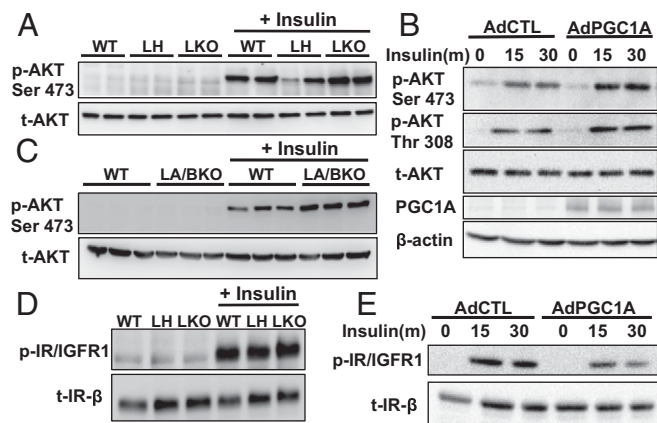 A
+ Insulin
WT LH LKO WT LH LKO
p-AKT
Ser 473
t-AKT
B
AdCTL AdPGC1A
Insulin(m) 0 15 30 0 15 30
p-AKT
Ser 473
p-AKT
Thr 308
t-AKT
PGC1A
β-actin
C
+ Insulin
WT LA/BKO WT LA/BKO
p-AKT
Ser 473
t-AKT
D
+ Insulin
WT LH LKO WT LH LKO
p-IR/IGFR1
t-IR-β
E
AdCTL AdPGC1A
Insulin(m) 0 15 30 0 15 30
p-IR/IGFR1
t-IR-β